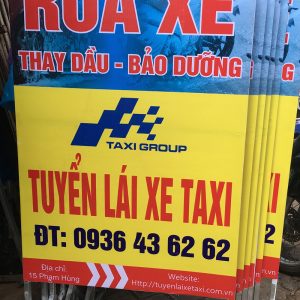 RỬA XE
THAY DẦU - BẢO DƯỠNG
TAXI GROUP
TUYỂN LÁI XE TAXI
ĐT: 0936 43 62 62
Địa chỉ:
15 Phạm Hùng
Website:
Http://tuyenlaixetaxi.com.vn